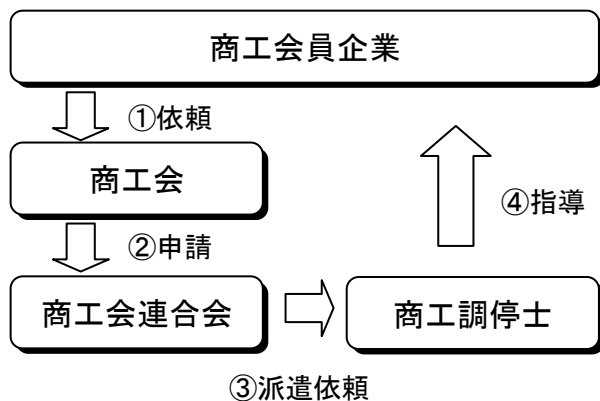 商工会員企業
①依頼
商工会
④指導
②申請
商工会連合会
商工調停士
③派遣依頼